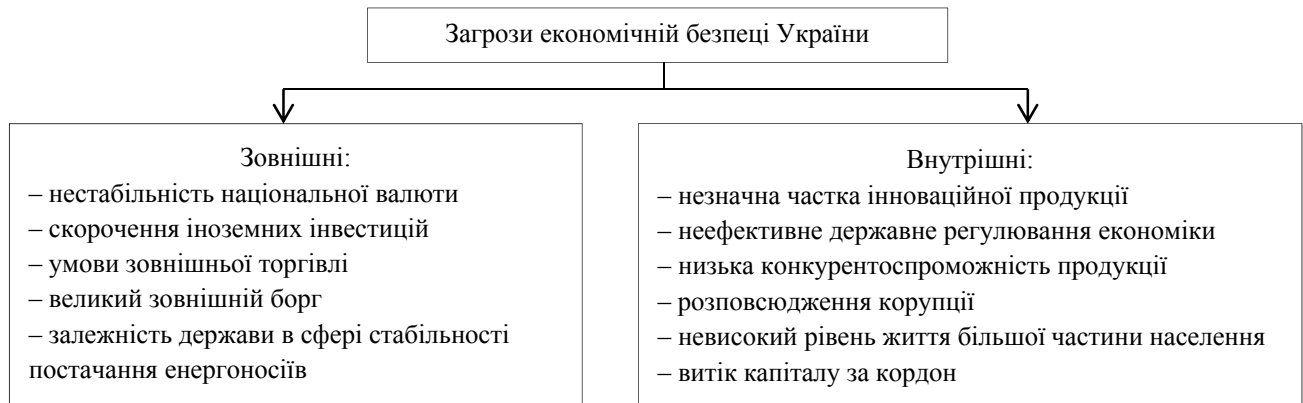 Загрози економічній безпеці України
Зовнішні:
– нестабільність національної валюти
– скорочення іноземних інвестицій
– умови зовнішньої торгівлі
– великий зовнішній борг
– залежність держави в сфері стабільності
постачання енергоносіїв
Внутрішні:
– незначна частка інноваційної продукції
– неефективне державне регулювання економіки
– низька конкурентоспроможність продукції
– розповсюдження корупції
– невисокий рівень життя більшої частини населення
– витік капіталу за кордон